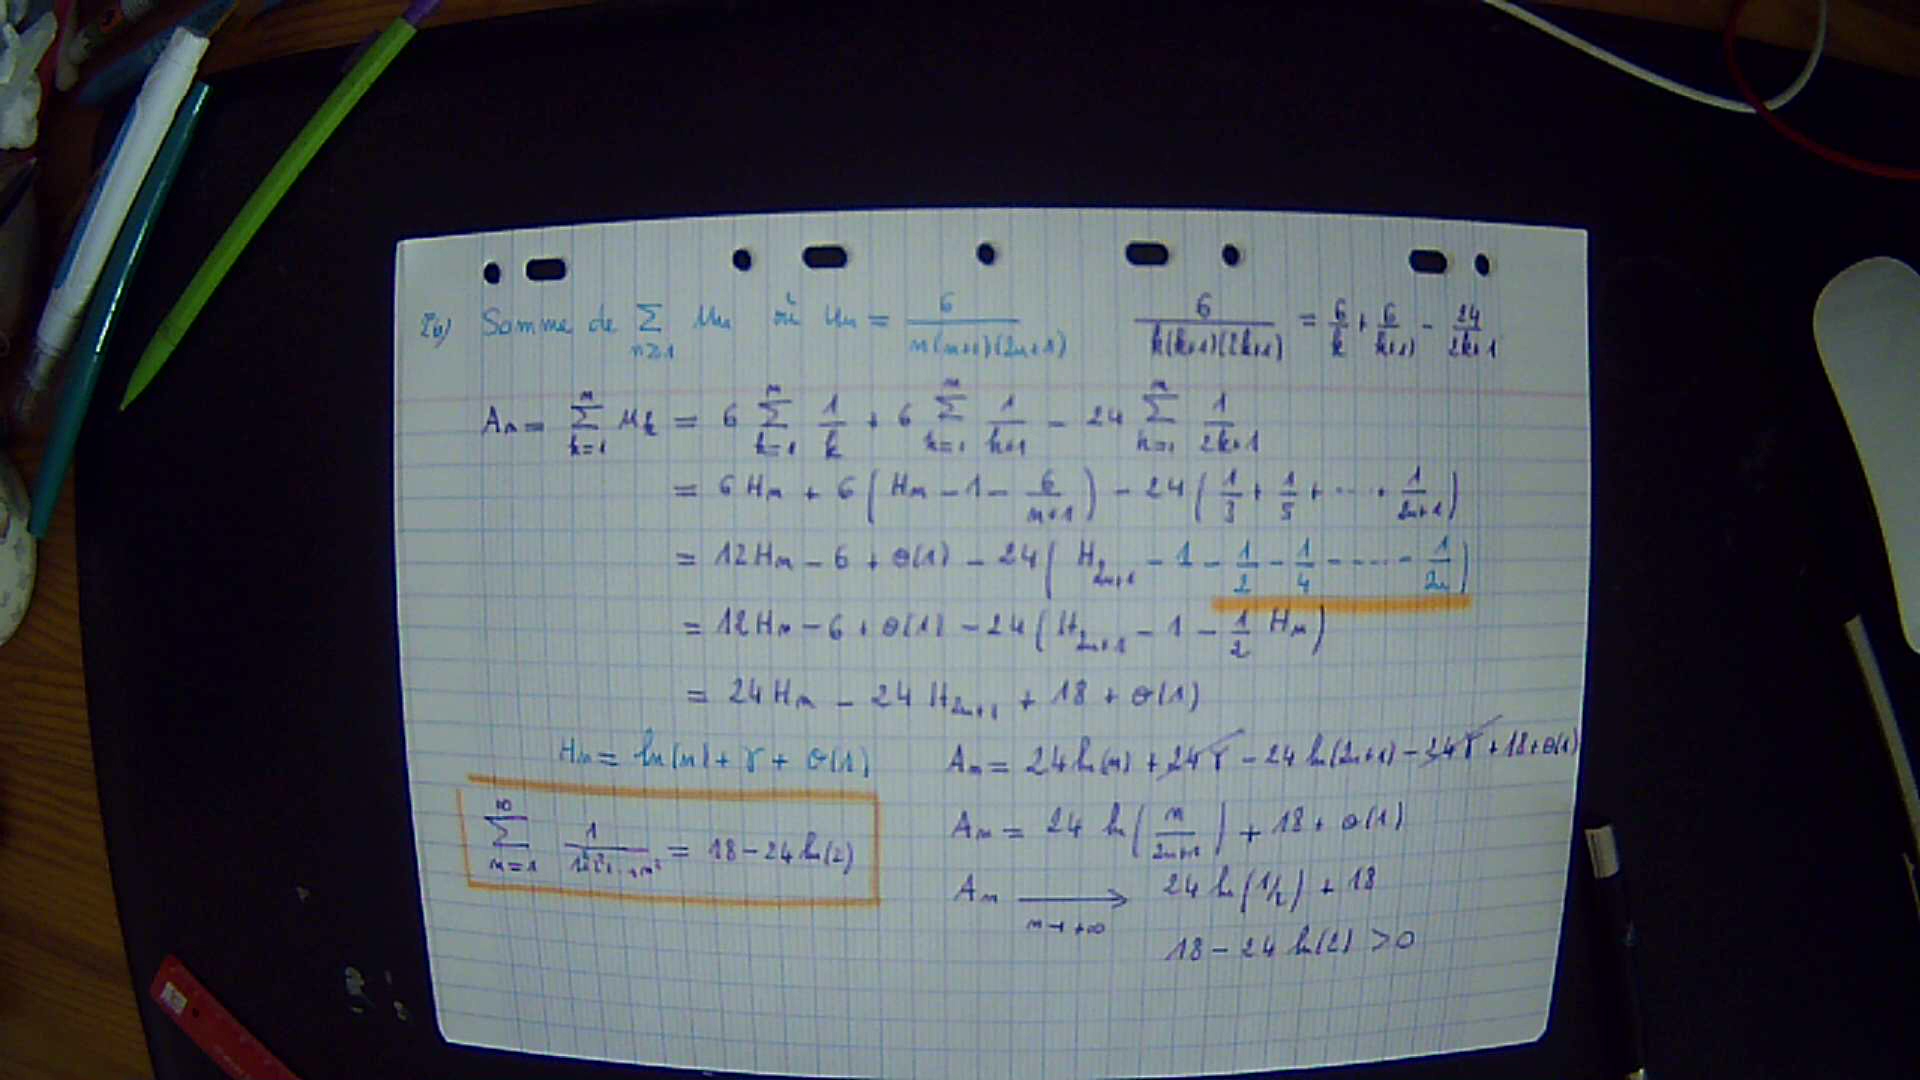 2b) Somme de ∑_{n≥1} u_n où u_n = 6/(n(n+1)(2n+1))    6/(k(k+1)(2k+1)) = 6/k + 6/(k+1) - 24/(2k+1)
A_n = ∑_{k=1}^{n} u_k = 6 ∑_{k=1}^{n} 1/k + 6 ∑_{k=1}^{n} 1/(k+1) - 24 ∑_{k=1}^{n} 1/(2k+1)
= 6 H_n + 6 ( H_n - 1 - 6/(n+1) ) - 24 ( 1/3 + 1/5 + ... + 1/(2n+1) )
= 12 H_n - 6 + o(1) - 24 ( H_{2n+1} - 1 - 1/2 - 1/4 - .... - 1/(2n) )
= 12 H_n - 6 + o(1) - 24 ( H_{2n+1} - 1 - 1/2 H_n )
= 24 H_n - 24 H_{2n+1} + 18 + o(1)
H_n = ln(n) + γ + o(1)    A_n = 24 ln(n) + 24γ - 24 ln(2n+1) - 24γ + 18 + o(1)
A_n = 24 ln( n/(2n+1) ) + 18 + o(1)
∑_{n=1}^{∞} 1/(1²+2²+...+n²) = 18 - 24 ln(2)
A_n ⟶_{n→+∞} 24 ln(1/2) + 18
18 - 24 ln(2) > 0